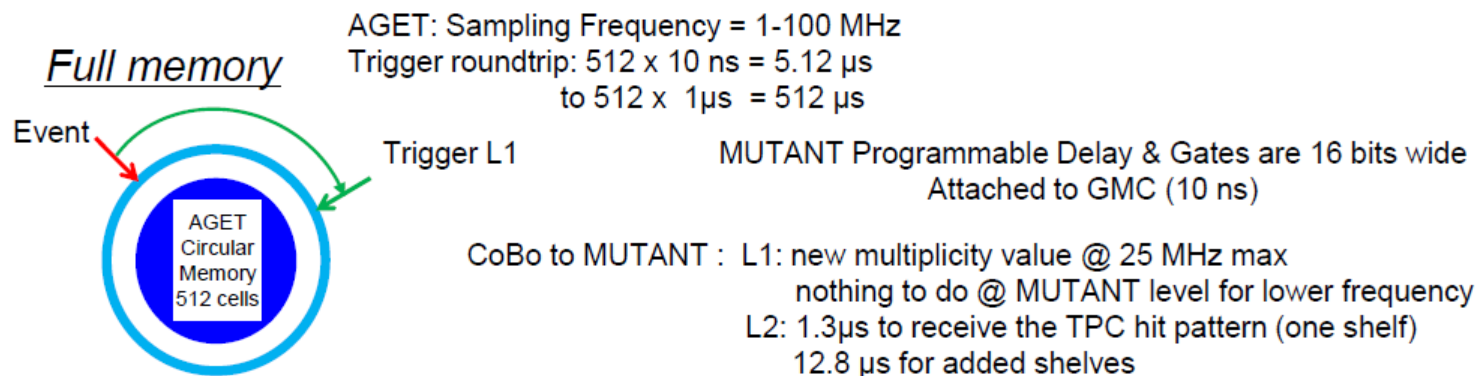 AGET: Sampling Frequency = 1-100 MHz
Full memory
Trigger roundtrip: 512 x 10 ns = 5.12 µs
to 512 x 1µs = 512 µs
Event
Trigger L1
MUTANT Programmable Delay & Gates are 16 bits wide
Attached to GMC (10 ns)
AGET
Circular
Memory
512 cells
CoBo to MUTANT : L1: new multiplicity value @ 25 MHz max
nothing to do @ MUTANT level for lower frequency
L2: 1.3µs to receive the TPC hit pattern (one shelf)
12.8 µs for added shelves